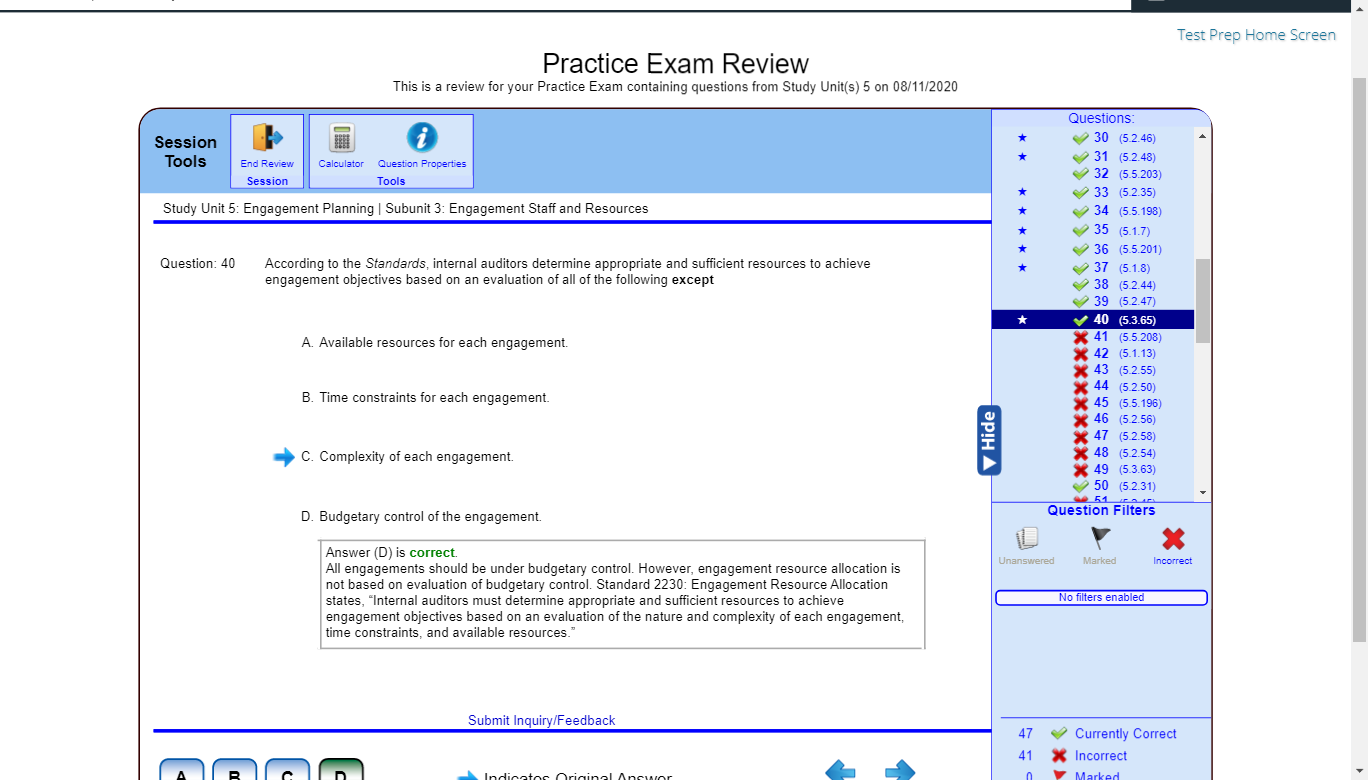 Test Prep Home Screen
Practice Exam Review
This is a review for your Practice Exam containing questions from Study Unit(s) 5 on 08/11/2020
Session
Tools
End Review
Session
Calculator
Question Properties
Tools
Study Unit 5: Engagement Planning | Subunit 3: Engagement Staff and Resources
Question: 40
According to the Standards, internal auditors determine appropriate and sufficient resources to achieve
engagement objectives based on an evaluation of all of the following except
A. Available resources for each engagement.
B. Time constraints for each engagement.
C. Complexity of each engagement.
D. Budgetary control of the engagement.
Answer (D) is correct.
All engagements should be under budgetary control. However, engagement resource allocation is
not based on evaluation of budgetary control. Standard 2230: Engagement Resource Allocation
states, “Internal auditors must determine appropriate and sufficient resources to achieve
engagement objectives based on an evaluation of the nature and complexity of each engagement,
time constraints, and available resources.”
Submit Inquiry/Feedback
A B C D
Indicates Original Answer
Questions:
30 (5.2.46)
31 (5.2.48)
32 (5.5.203)
33 (5.2.35)
34 (5.5.198)
35 (5.1.7)
36 (5.5.201)
37 (5.1.8)
38 (5.2.44)
39 (5.2.47)
40 (5.3.65)
41 (5.5.208)
42 (5.1.13)
43 (5.2.55)
44 (5.2.50)
45 (5.5.196)
46 (5.2.56)
47 (5.2.58)
48 (5.2.54)
49 (5.3.63)
50 (5.2.31)
51
Hide
Question Filters
Unanswered
Marked
Incorrect
No filters enabled
47 Currently Correct
41 Incorrect
0 Marked